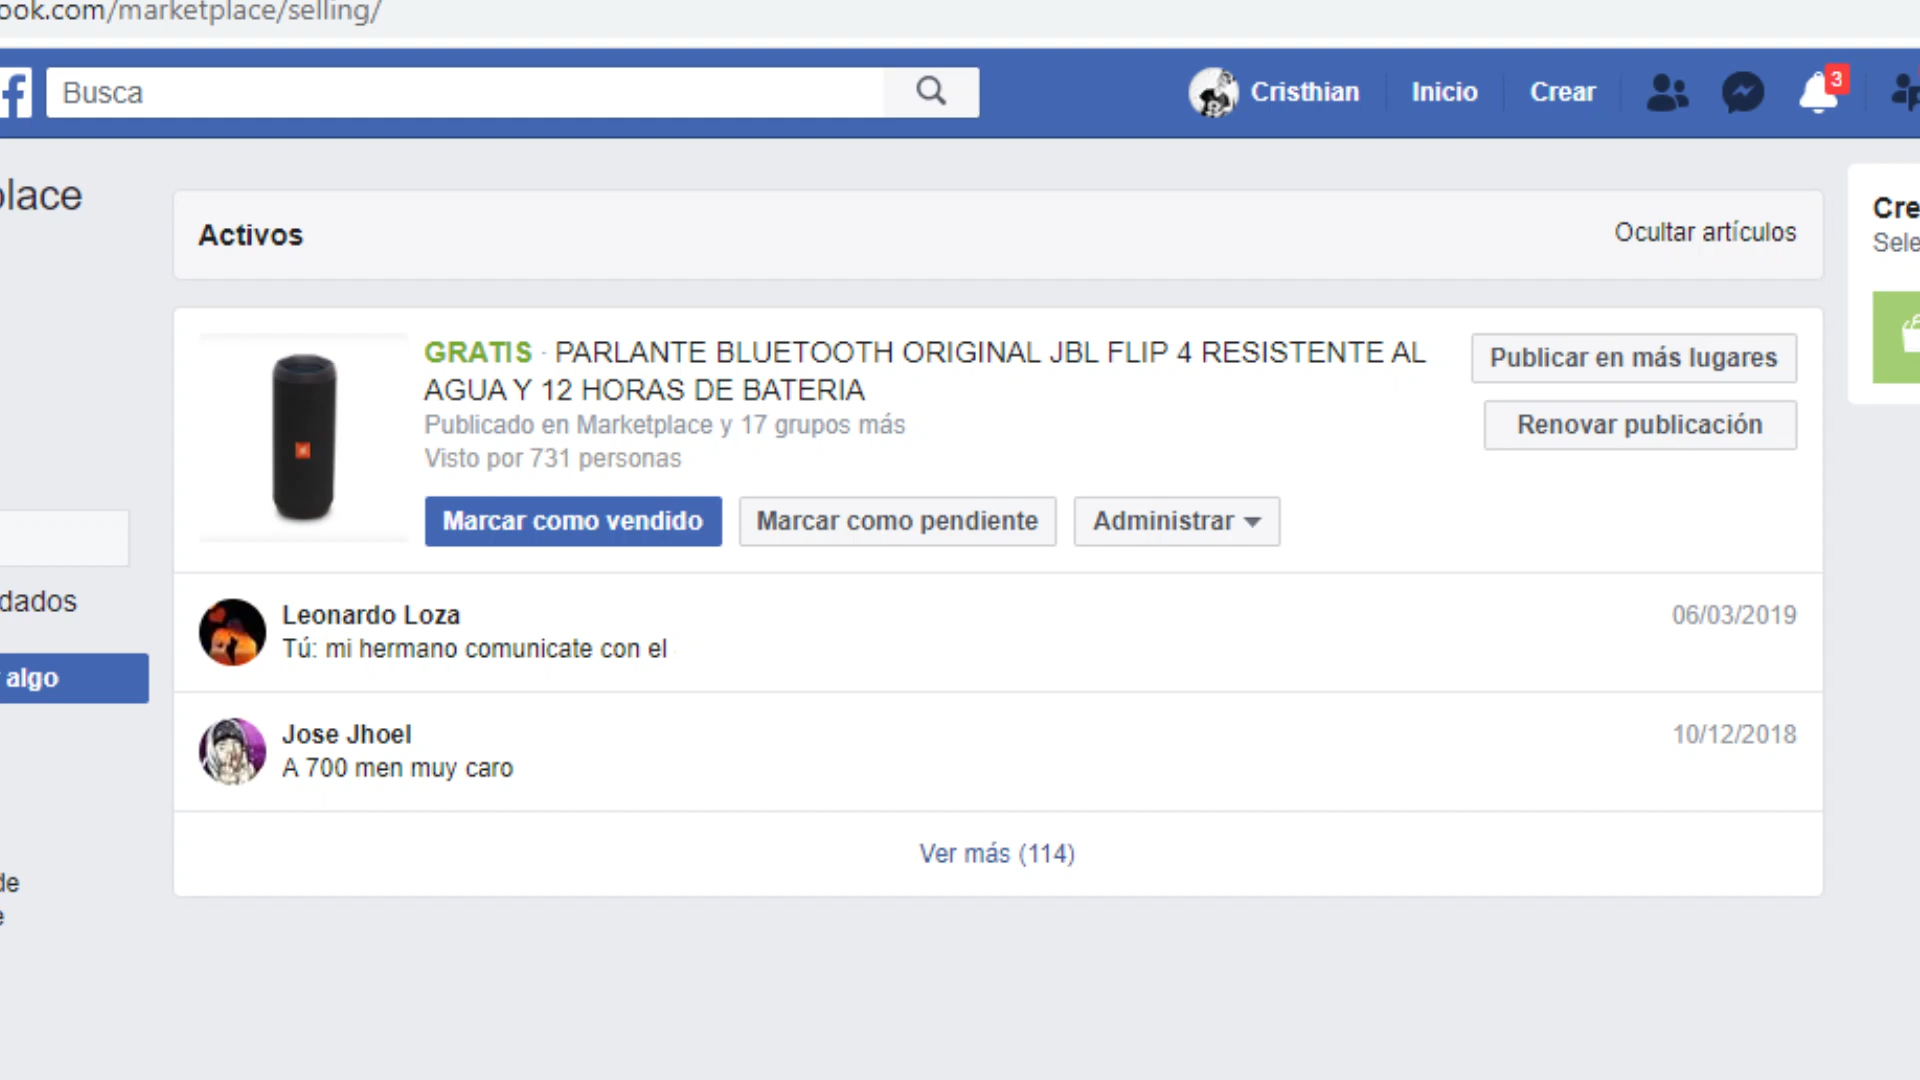 ook.com/marketplace/selling/
Busca
Cristhian
Inicio
Crear
3
place
Activos
Ocultar artículos
Cre
Sele
GRATIS · PARLANTE BLUETOOTH ORIGINAL JBL FLIP 4 RESISTENTE AL
AGUA Y 12 HORAS DE BATERIA
Publicado en Marketplace y 17 grupos más
Visto por 731 personas
Publicar en más lugares
Renovar publicación
Marcar como vendido
Marcar como pendiente
Administrar
dados
algo
Leonardo Loza
06/03/2019
Tú: mi hermano comunicate con el
Jose Jhoel
10/12/2018
A 700 men muy caro
Ver más (114)
de
e